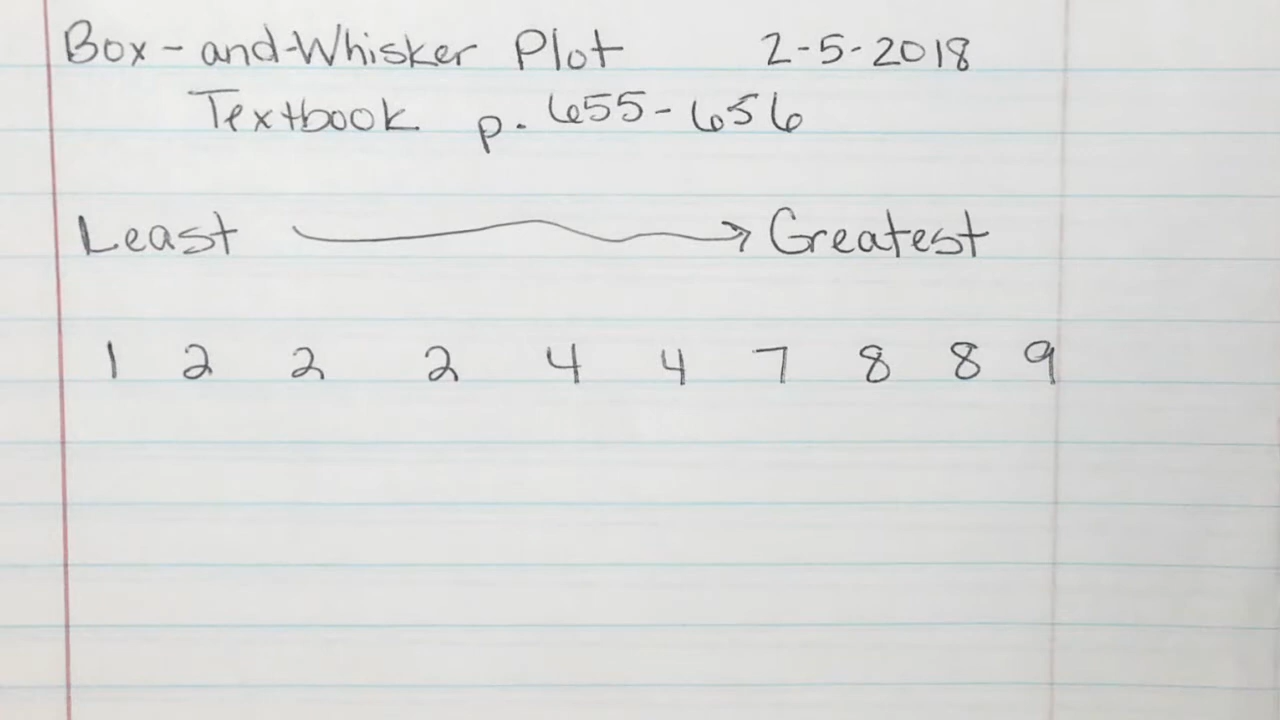 Box-and-Whisker Plot 2-5-2018
Textbook p. 655-656
Least → Greatest
1 2 2 2 4 4 7 8 8 9